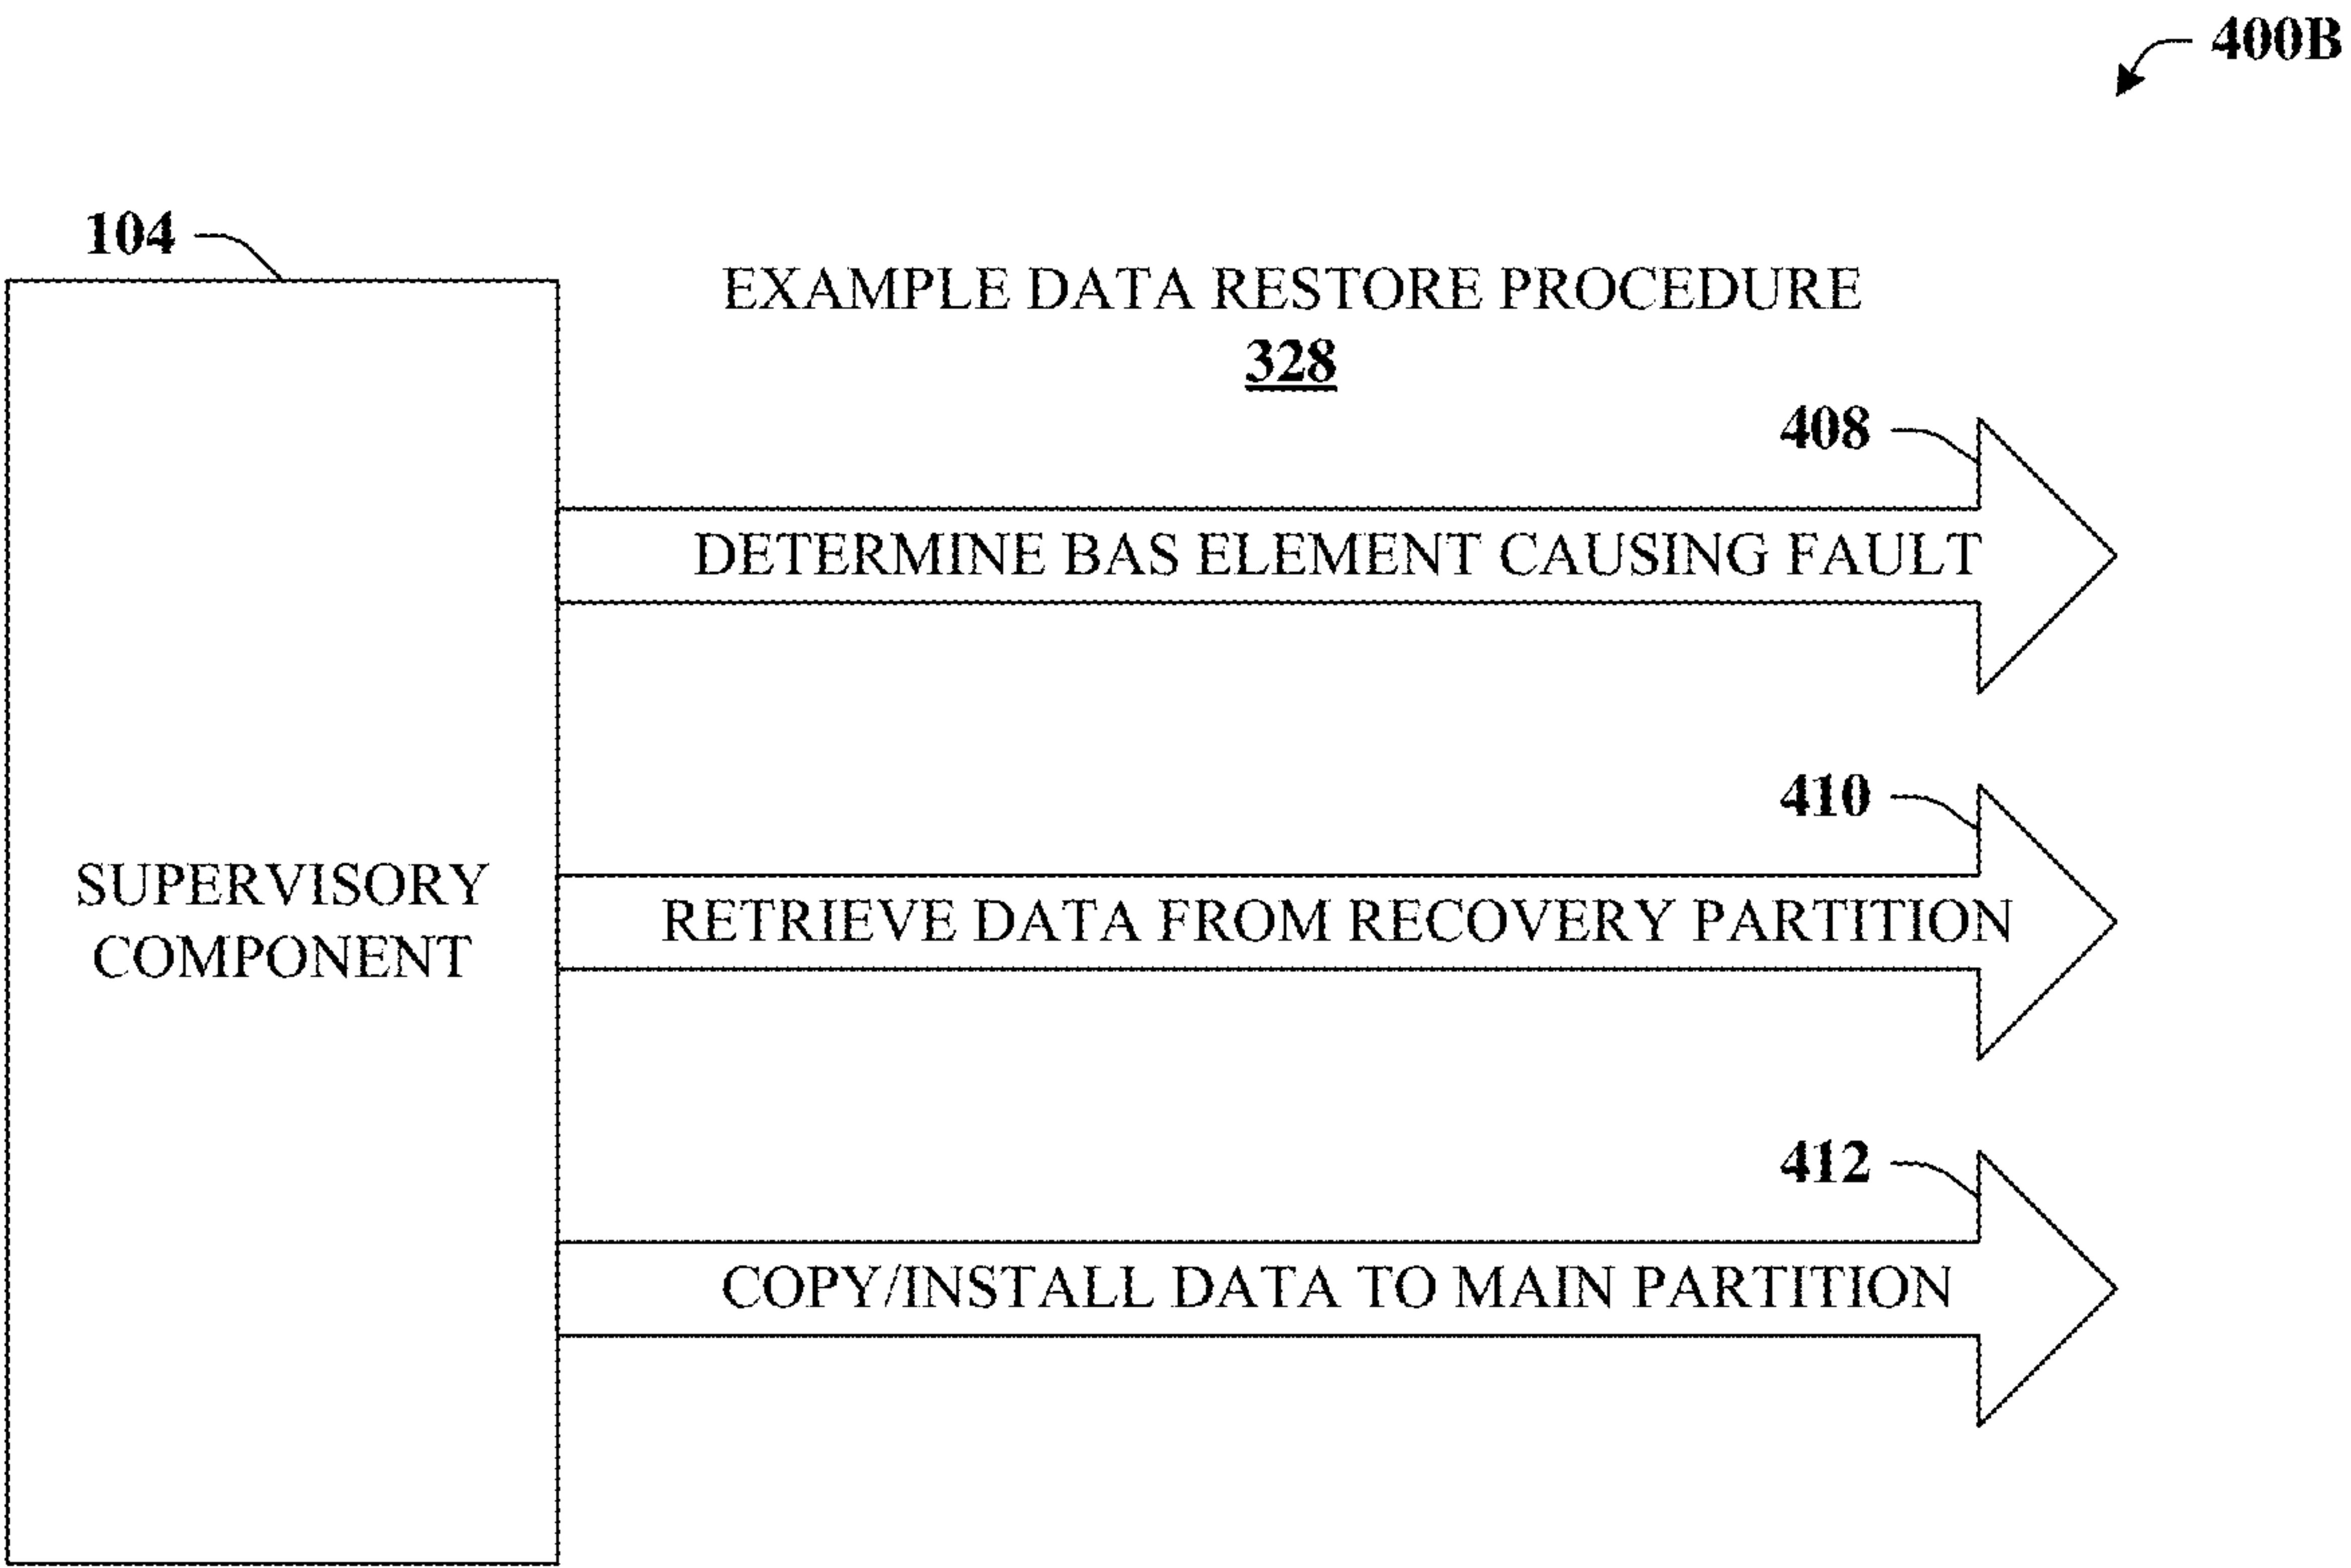 400B
104
EXAMPLE DATA RESTORE PROCEDURE
328
408
DETERMINE BAS ELEMENT CAUSING FAULT
410
SUPERVISORY
COMPONENT
RETRIEVE DATA FROM RECOVERY PARTITION
412
COPY/INSTALL DATA TO MAIN PARTITION